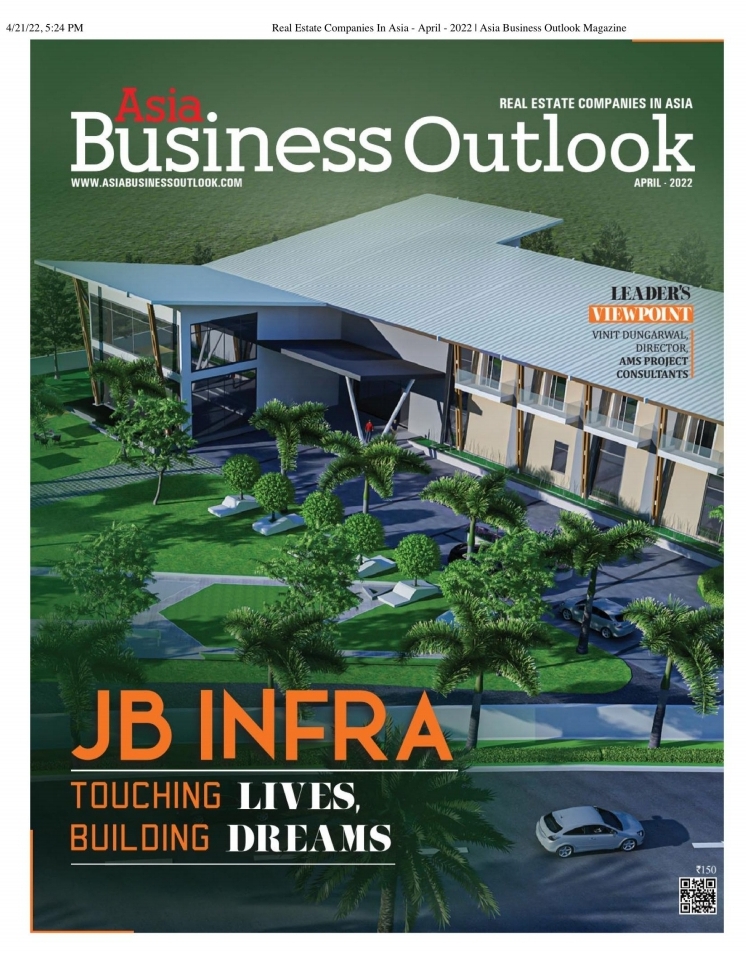 4/21/22, 5:24 PM
Real Estate Companies In Asia - April - 2022 | Asia Business Outlook Magazine
REAL ESTATE COMPANIES IN ASIA
Asia
Business Outlook
WWW.ASIABUSINESSOUTLOOK.COM
APRIL - 2022
LEADER'S
VIEWPOINT
VINIT DUNGARWAL,
DIRECTOR,
AMS PROJECT
CONSULTANTS
JB INFRA
TOUCHING LIVES,
BUILDING DREAMS
₹150